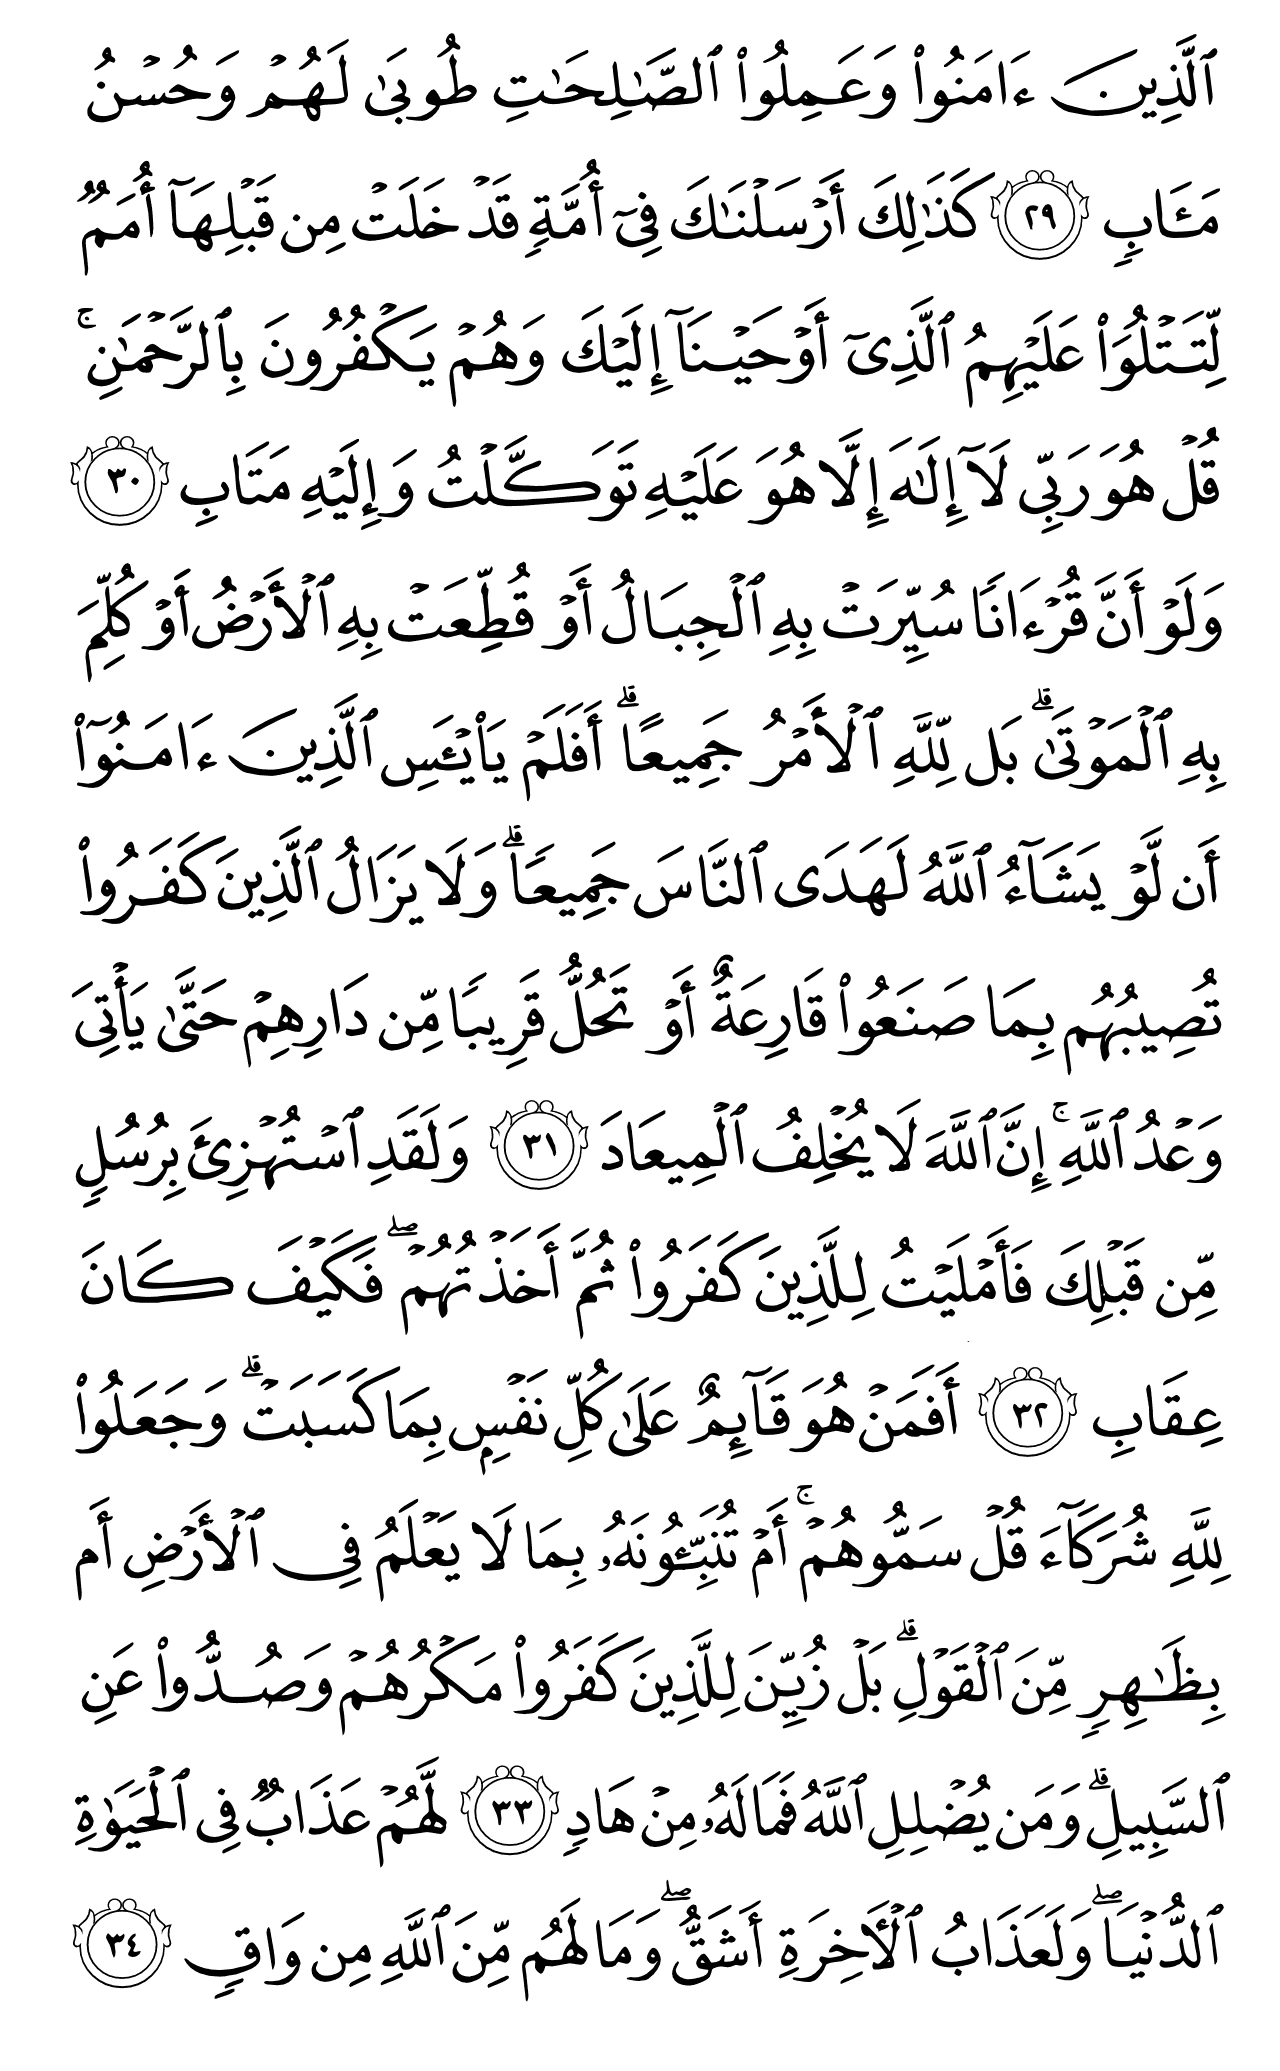 ٱلَّذِينَ ءَامَنُوا۟ وَعَمِلُوا۟ ٱلصَّـٰلِحَـٰتِ طُوبَىٰ لَهُمْ وَحُسْنُ
مَـَٔابٍ ٢٩ كَذَٰلِكَ أَرْسَلْنَـٰكَ فِىٓ أُمَّةٍ قَدْ خَلَتْ مِن قَبْلِهَآ أُمَمٌ
لِّتَتْلُوَا۟ عَلَيْهِمُ ٱلَّذِىٓ أَوْحَيْنَآ إِلَيْكَ وَهُمْ يَكْفُرُونَ بِٱلرَّحْمَـٰنِ ۚ
قُلْ هُوَ رَبِّى لَآ إِلَـٰهَ إِلَّا هُوَ عَلَيْهِ تَوَكَّلْتُ وَإِلَيْهِ مَتَابِ ٣٠
وَلَوْ أَنَّ قُرْءَانًا سُيِّرَتْ بِهِ ٱلْجِبَالُ أَوْ قُطِّعَتْ بِهِ ٱلْأَرْضُ أَوْ كُلِّمَ
بِهِ ٱلْمَوْتَىٰ ۗ بَل لِّلَّهِ ٱلْأَمْرُ جَمِيعًا ۗ أَفَلَمْ يَا۟يْـَٔسِ ٱلَّذِينَ ءَامَنُوٓا۟
أَن لَّوْ يَشَآءُ ٱللَّهُ لَهَدَى ٱلنَّاسَ جَمِيعًا ۗ وَلَا يَزَالُ ٱلَّذِينَ كَفَرُوا۟
تُصِيبُهُم بِمَا صَنَعُوا۟ قَارِعَةٌ أَوْ تَحُلُّ قَرِيبًا مِّن دَارِهِمْ حَتَّىٰ يَأْتِىَ
وَعْدُ ٱللَّهِ ۚ إِنَّ ٱللَّهَ لَا يُخْلِفُ ٱلْمِيعَادَ ٣١ وَلَقَدِ ٱسْتُهْزِئَ بِرُسُلٍ
مِّن قَبْلِكَ فَأَمْلَيْتُ لِلَّذِينَ كَفَرُوا۟ ثُمَّ أَخَذْتُهُمْ ۖ فَكَيْفَ كَانَ
عِقَابِ ٣٢ أَفَمَنْ هُوَ قَآئِمٌ عَلَىٰ كُلِّ نَفْسٍۭ بِمَا كَسَبَتْ ۗ وَجَعَلُوا۟
لِلَّهِ شُرَكَآءَ قُلْ سَمُّوهُمْ ۚ أَمْ تُنَبِّـُٔونَهُۥ بِمَا لَا يَعْلَمُ فِى ٱلْأَرْضِ أَم
بِظَـٰهِرٍ مِّنَ ٱلْقَوْلِ ۗ بَلْ زُيِّنَ لِلَّذِينَ كَفَرُوا۟ مَكْرُهُمْ وَصُدُّوا۟ عَنِ
ٱلسَّبِيلِ ۗ وَمَن يُضْلِلِ ٱللَّهُ فَمَا لَهُۥ مِنْ هَادٍ ٣٣ لَّهُمْ عَذَابٌ فِى ٱلْحَيَوٰةِ
ٱلدُّنْيَا ۖ وَلَعَذَابُ ٱلْـَٔاخِرَةِ أَشَقُّ ۖ وَمَا لَهُم مِّنَ ٱللَّهِ مِن وَاقٍ ٣٤